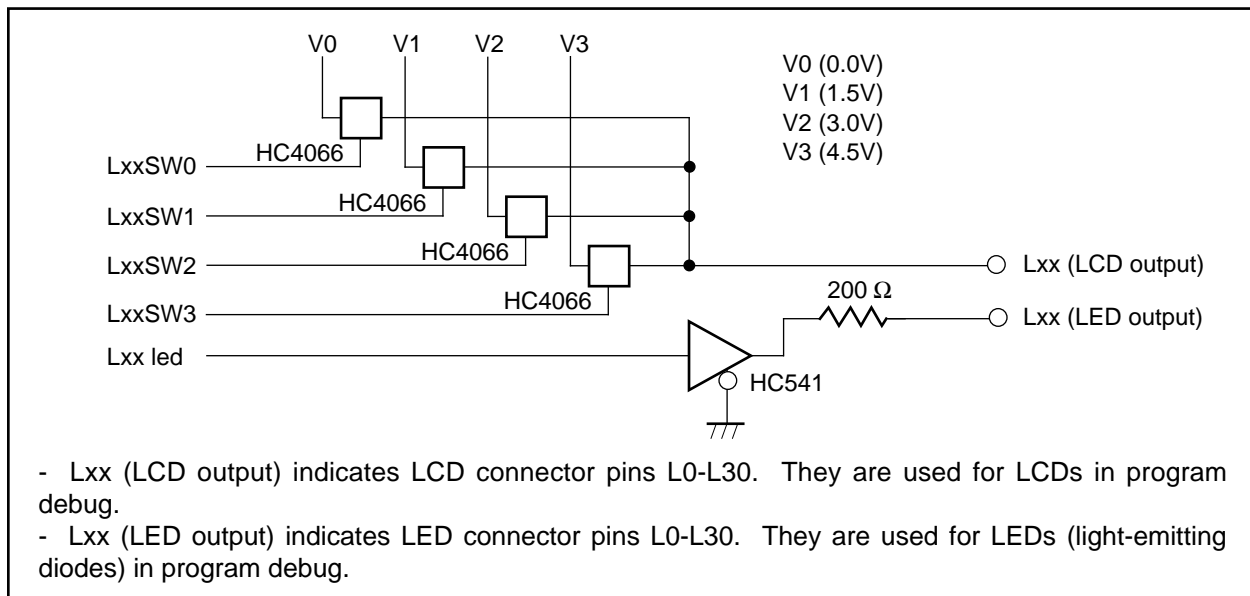 V0 V1 V2 V3
V0 (0.0V)
V1 (1.5V)
V2 (3.0V)
V3 (4.5V)
HC4066
LxxSW0
HC4066
LxxSW1
HC4066
LxxSW2
HC4066
LxxSW3
Lxx (LCD output)
200 Ω
Lxx (LED output)
Lxx led
HC541
- Lxx (LCD output) indicates LCD connector pins L0-L30. They are used for LCDs in program
debug.
- Lxx (LED output) indicates LED connector pins L0-L30. They are used for LEDs (light-emitting
diodes) in program debug.